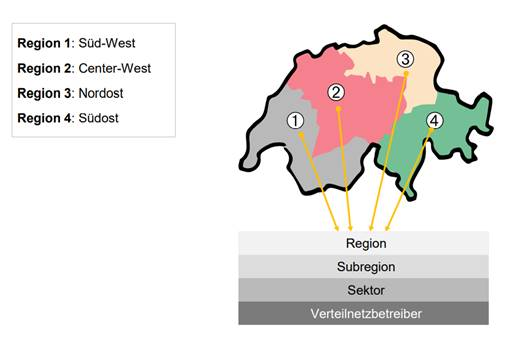 Region 1: Süd-West
Region 2: Center-West
Region 3: Nordost
Region 4: Südost
3
2
1
4
Region
Subregion
Sektor
Verteilnetzbetreiber